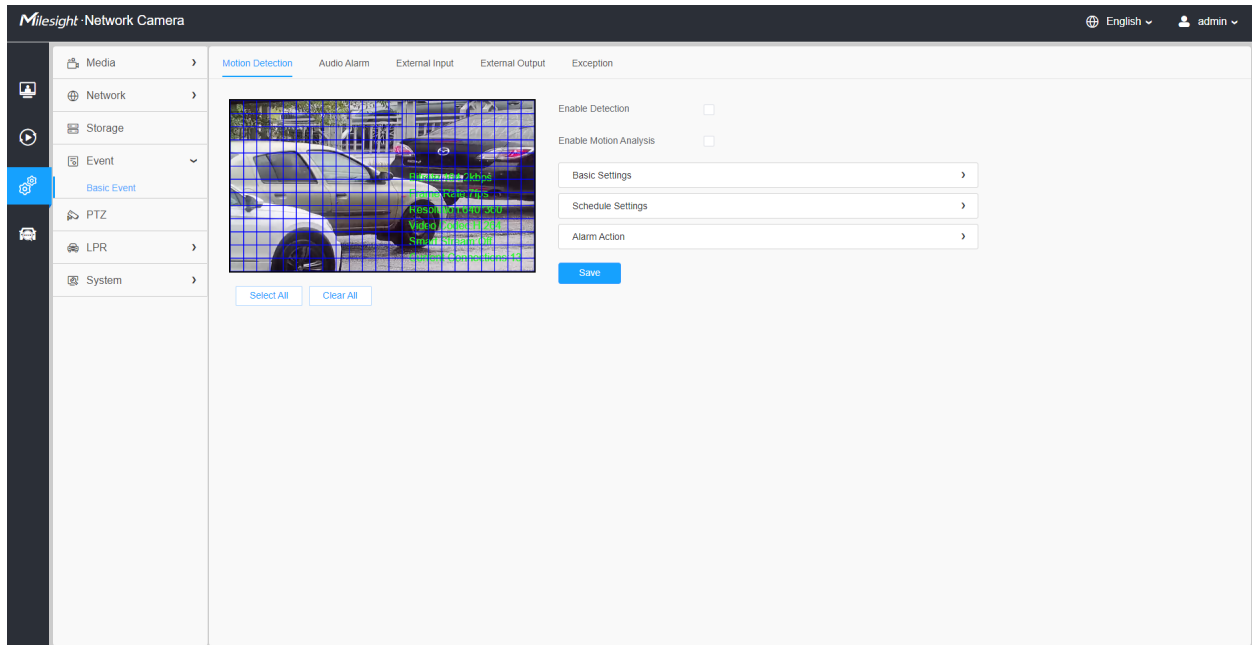 Milesight·Network Camera
English
admin
Media
Network
Storage
Event
Basic Event
PTZ
LPR
System
Motion Detection
Audio Alarm
External Input
External Output
Exception
Select All
Clear All
Enable Detection
Enable Motion Analysis
Basic Settings
Schedule Settings
Alarm Action
Save